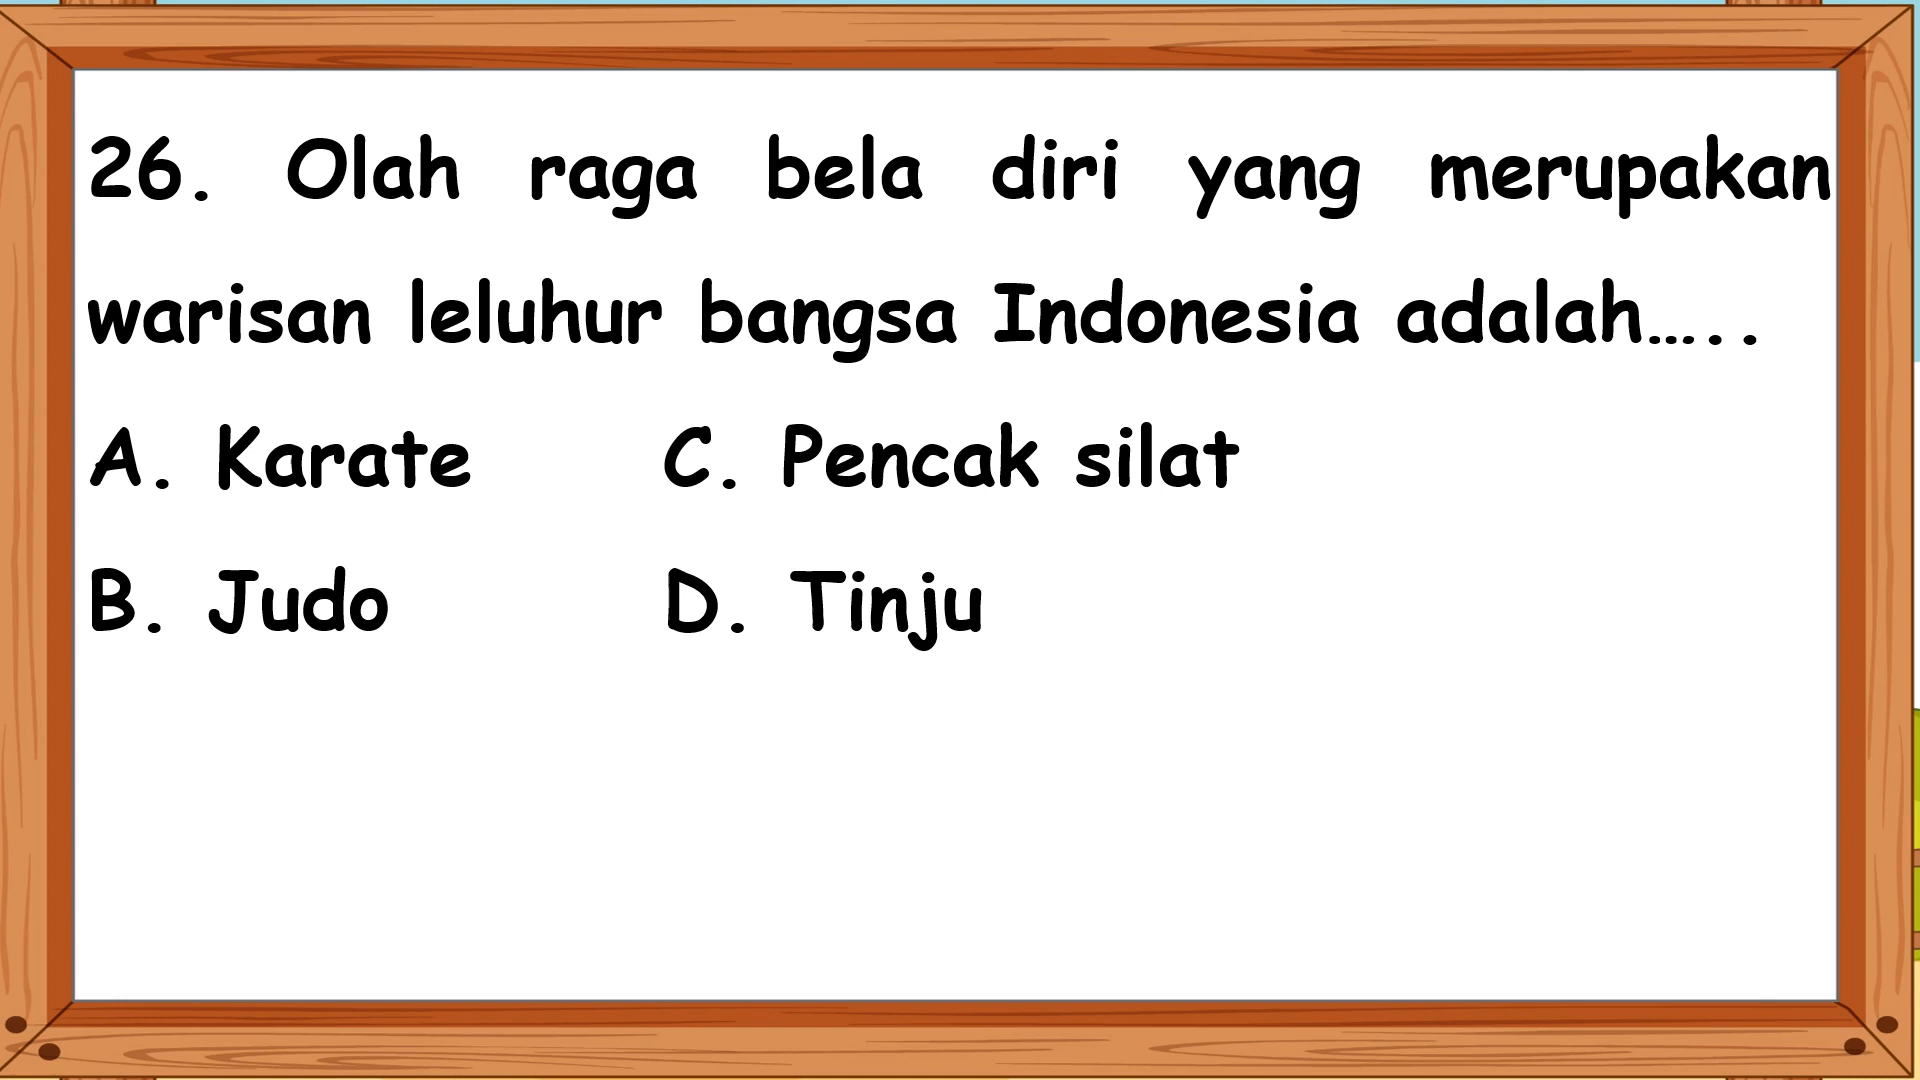 26. Olah raga bela diri yang merupakan
warisan leluhur bangsa Indonesia adalah…..
A. Karate C. Pencak silat
B. Judo D. Tinju